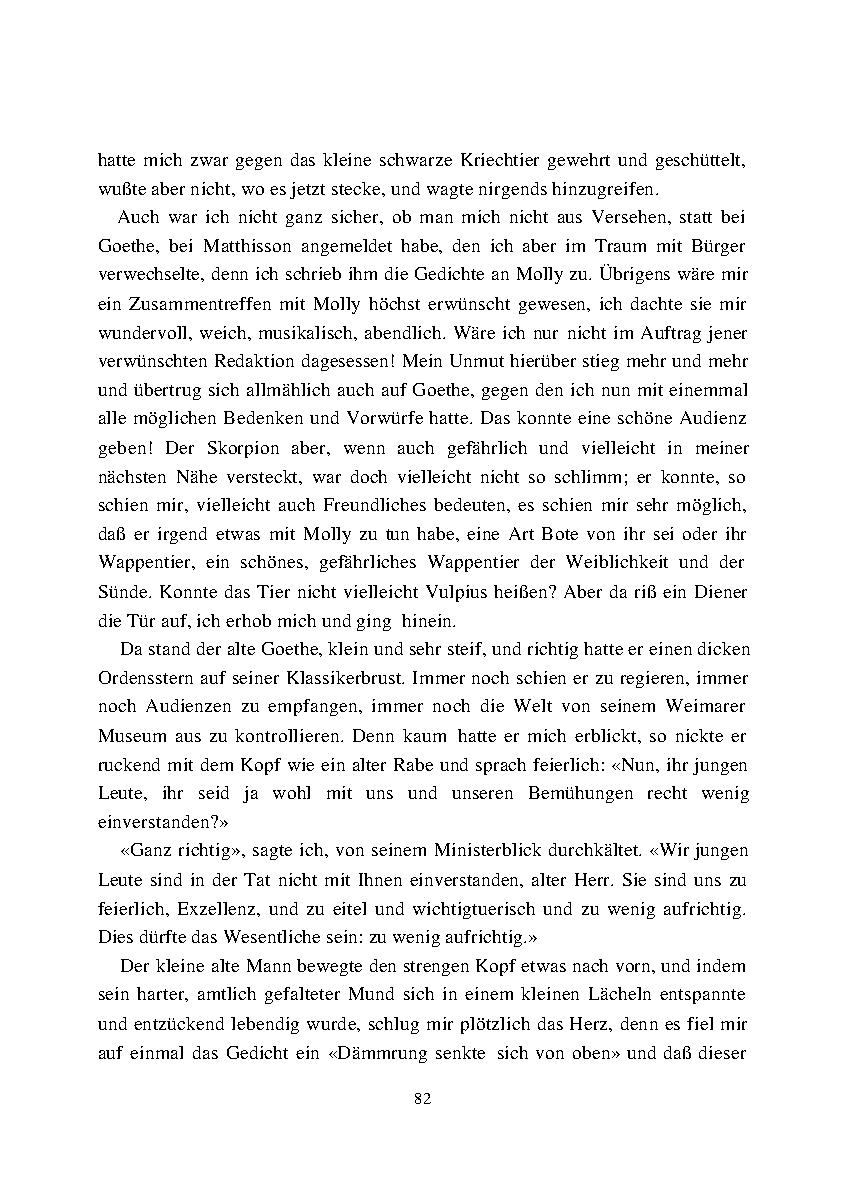 hatte mich zwar gegen das kleine schwarze Kriechtier gewehrt und geschüttelt,
wußte aber nicht, wo es jetzt stecke, und wagte nirgends hinzugreifen.
Auch war ich nicht ganz sicher, ob man mich nicht aus Versehen, statt bei
Goethe, bei Matthisson angemeldet habe, den ich aber im Traum mit Bürger
verwechselte, denn ich schrieb ihm die Gedichte an Molly zu. Übrigens wäre mir
ein Zusammentreffen mit Molly höchst erwünscht gewesen, ich dachte sie mir
wundervoll, weich, musikalisch, abendlich. Wäre ich nur nicht im Auftrag jener
verwünschten Redaktion dagesessen! Mein Unmut hierüber stieg mehr und mehr
und übertrug sich allmählich auch auf Goethe, gegen den ich nun mit einemmal
alle möglichen Bedenken und Vorwürfe hatte. Das konnte eine schöne Audienz
geben! Der Skorpion aber, wenn auch gefährlich und vielleicht in meiner
nächsten Nähe versteckt, war doch vielleicht nicht so schlimm; er konnte, so
schien mir, vielleicht auch Freundliches bedeuten, es schien mir sehr möglich,
daß er irgend etwas mit Molly zu tun habe, eine Art Bote von ihr sei oder ihr
Wappentier, ein schönes, gefährliches Wappentier der Weiblichkeit und der
Sünde. Konnte das Tier nicht vielleicht Vulpius heißen? Aber da riß ein Diener
die Tür auf, ich erhob mich und ging hinein.
Da stand der alte Goethe, klein und sehr steif, und richtig hatte er einen dicken
Ordensstern auf seiner Klassikerbrust. Immer noch schien er zu regieren, immer
noch Audienzen zu empfangen, immer noch die Welt von seinem Weimarer
Museum aus zu kontrollieren. Denn kaum hatte er mich erblickt, so nickte er
ruckend mit dem Kopf wie ein alter Rabe und sprach feierlich: «Nun, ihr jungen
Leute, ihr seid ja wohl mit uns und unseren Bemühungen recht wenig
einverstanden?»
«Ganz richtig», sagte ich, von seinem Ministerblick durchkältet. «Wir jungen
Leute sind in der Tat nicht mit Ihnen einverstanden, alter Herr. Sie sind uns zu
feierlich, Exzellenz, und zu eitel und wichtigtuerisch und zu wenig aufrichtig.
Dies dürfte das Wesentliche sein: zu wenig aufrichtig.»
Der kleine alte Mann bewegte den strengen Kopf etwas nach vorn, und indem
sein harter, amtlich gefalteter Mund sich in einem kleinen Lächeln entspannte
und entzückend lebendig wurde, schlug mir plötzlich das Herz, denn es fiel mir
auf einmal das Gedicht ein «Dämmrung senkte sich von oben» und daß dieser
82